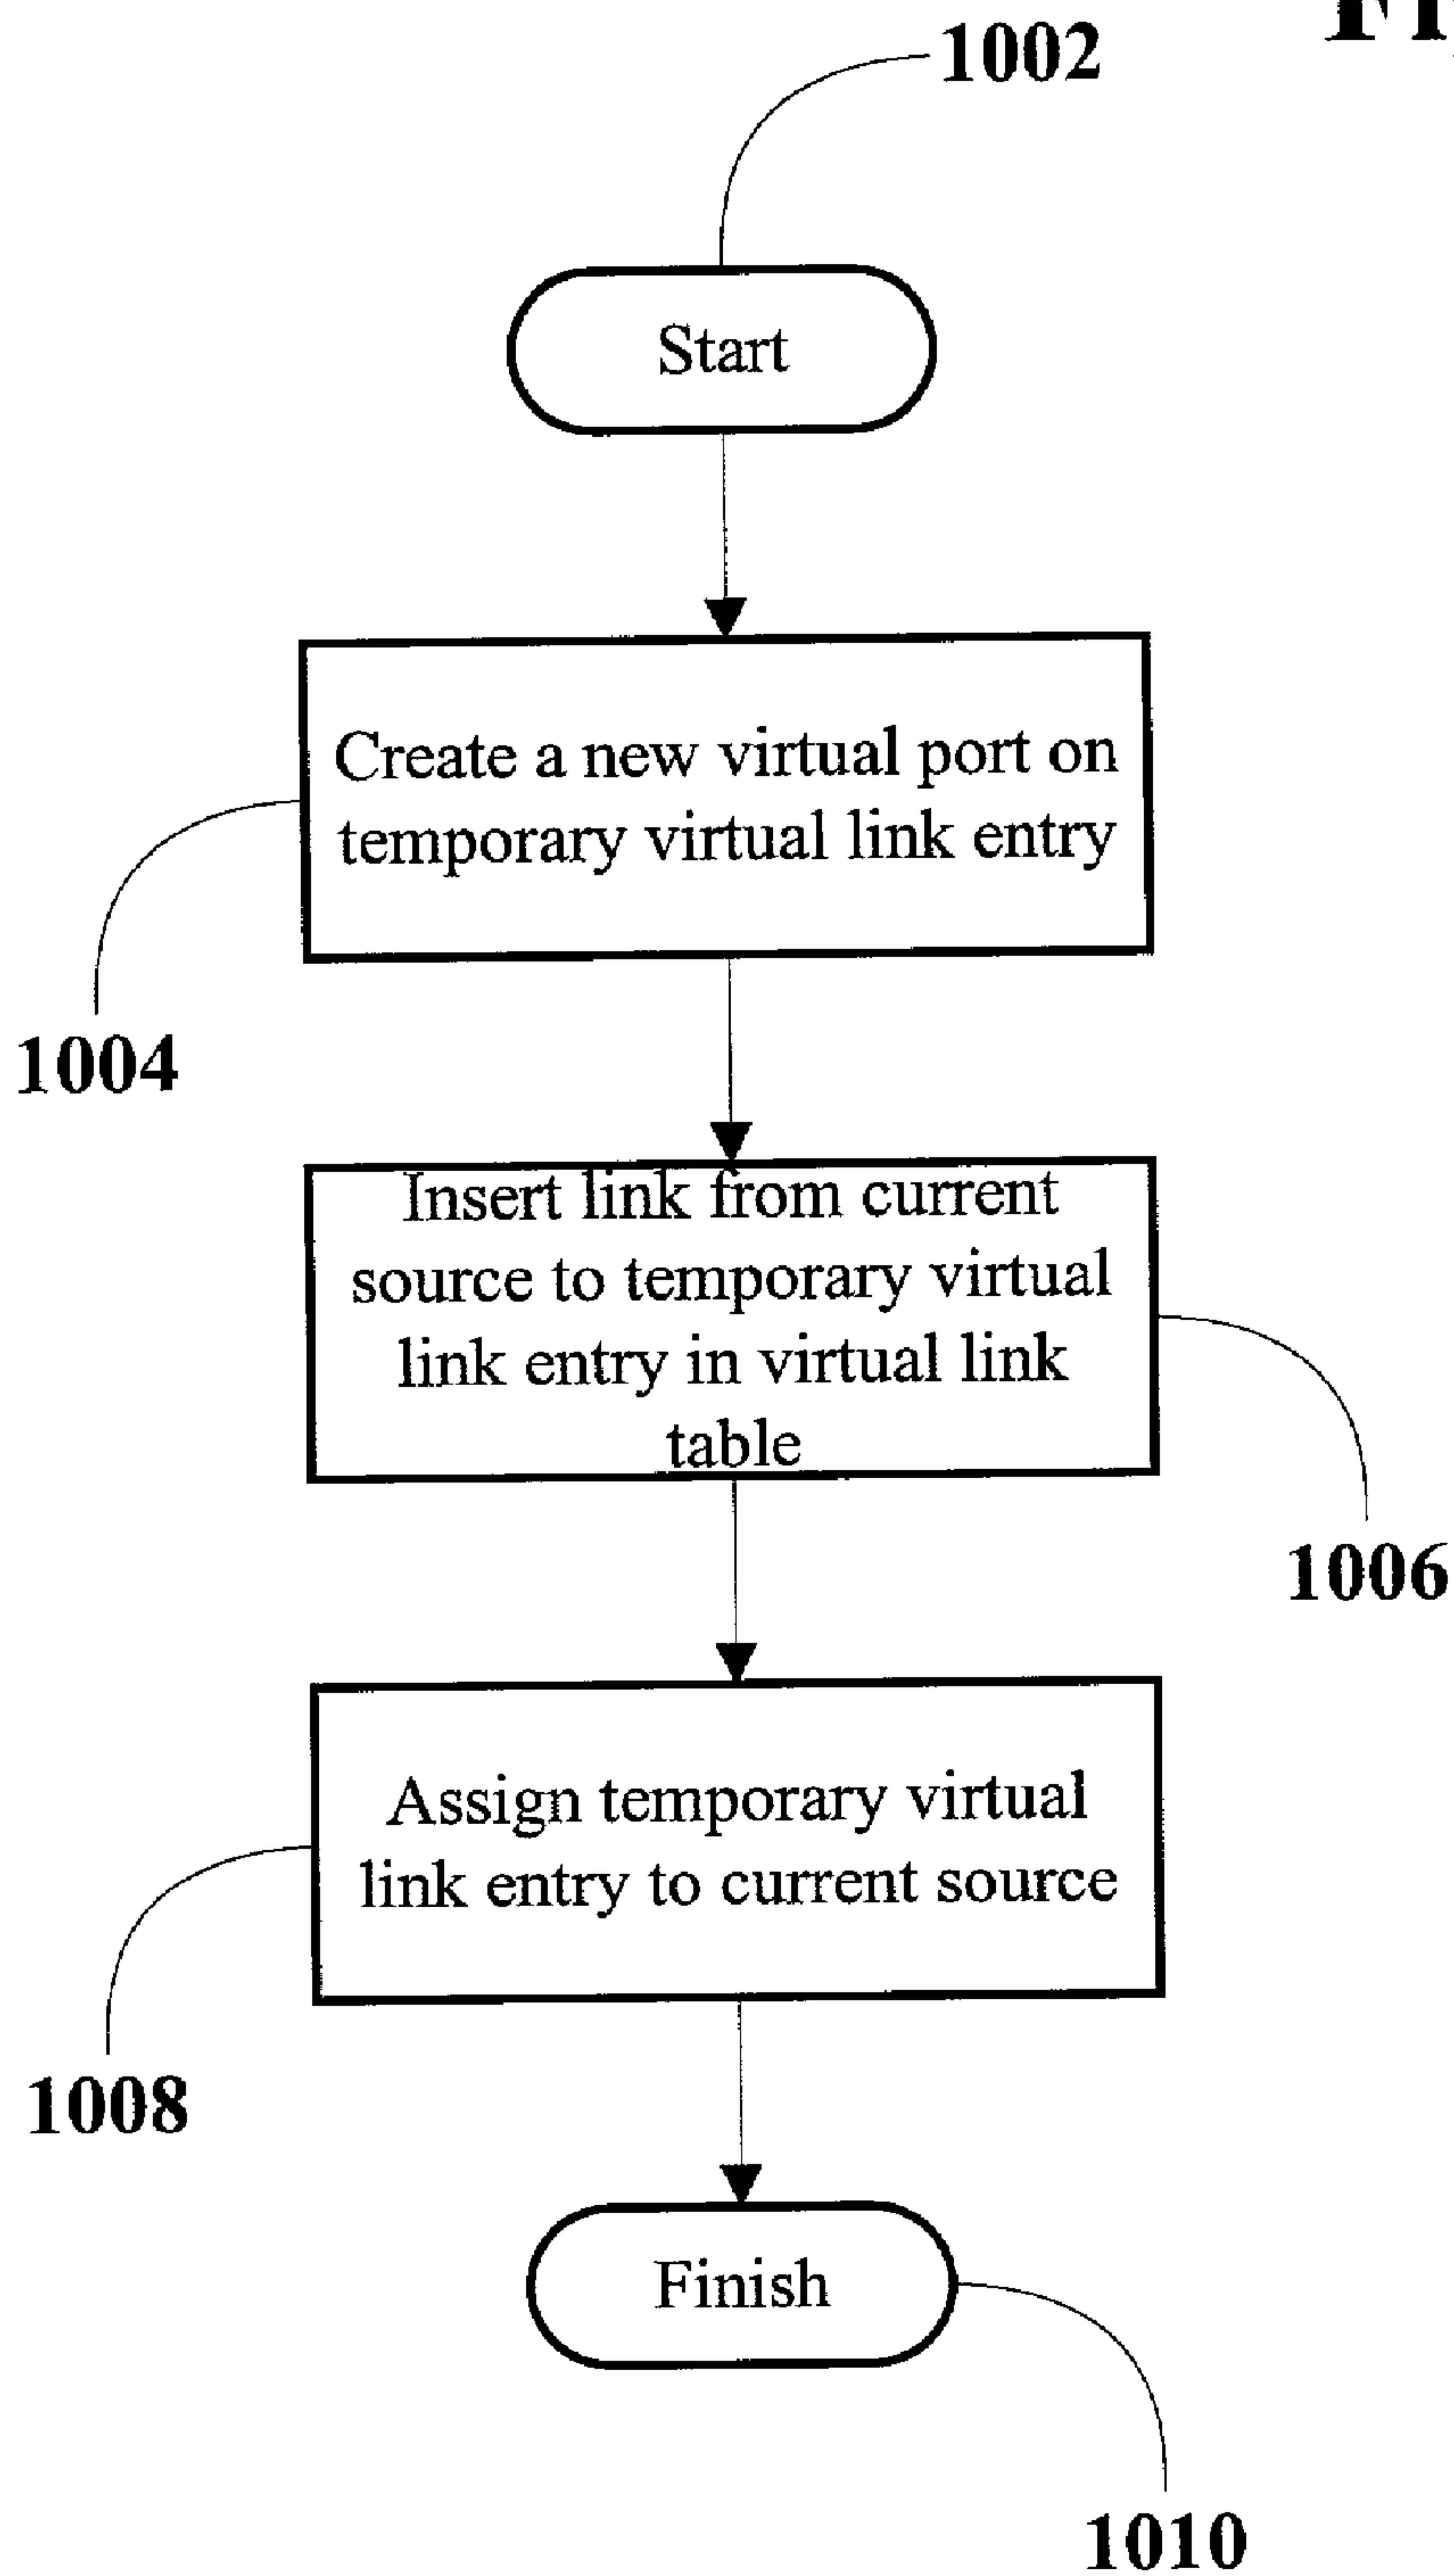 1002
Start
Create a new virtual port on
temporary virtual link entry
1004
Insert link from current
source to temporary virtual
link entry in virtual link
table
1006
Assign temporary virtual
link entry to current source
1008
Finish
1010